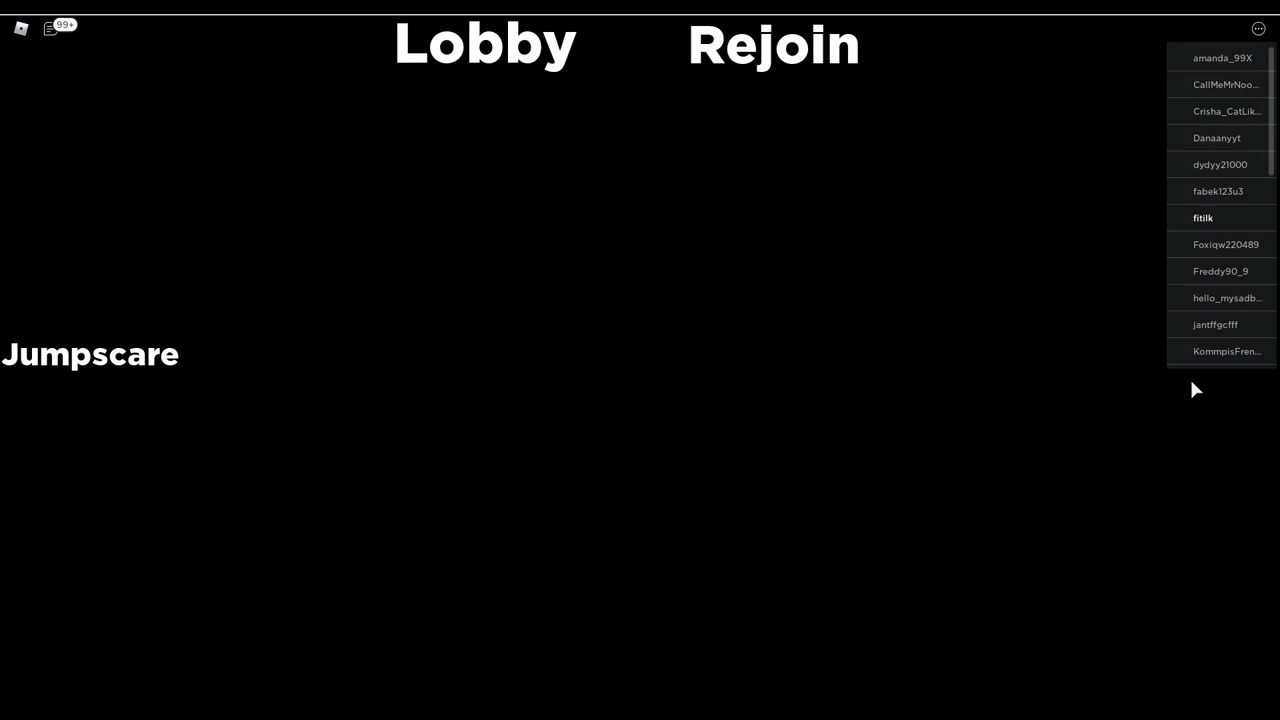 99+
Lobby
Rejoin
amanda_99X
CallMeMrNoo...
Crisha_CatLik...
Danaanyyt
dydyy21000
fabek123u3
fitilk
Foxiqw220489
Freddy90_9
hello_mysadb...
jantffgcfff
KommpisFren...
Jumpscare